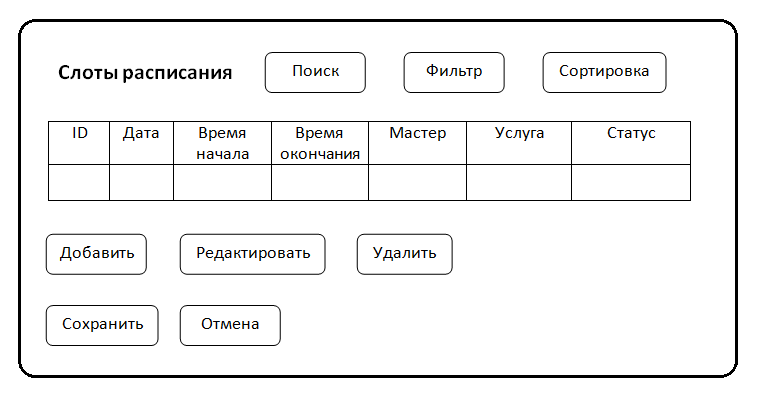 Слоты расписания Поиск Фильтр Сортировка
ID Дата Время начала Время окончания Мастер Услуга Статус
Добавить Редактировать Удалить
Сохранить Отмена